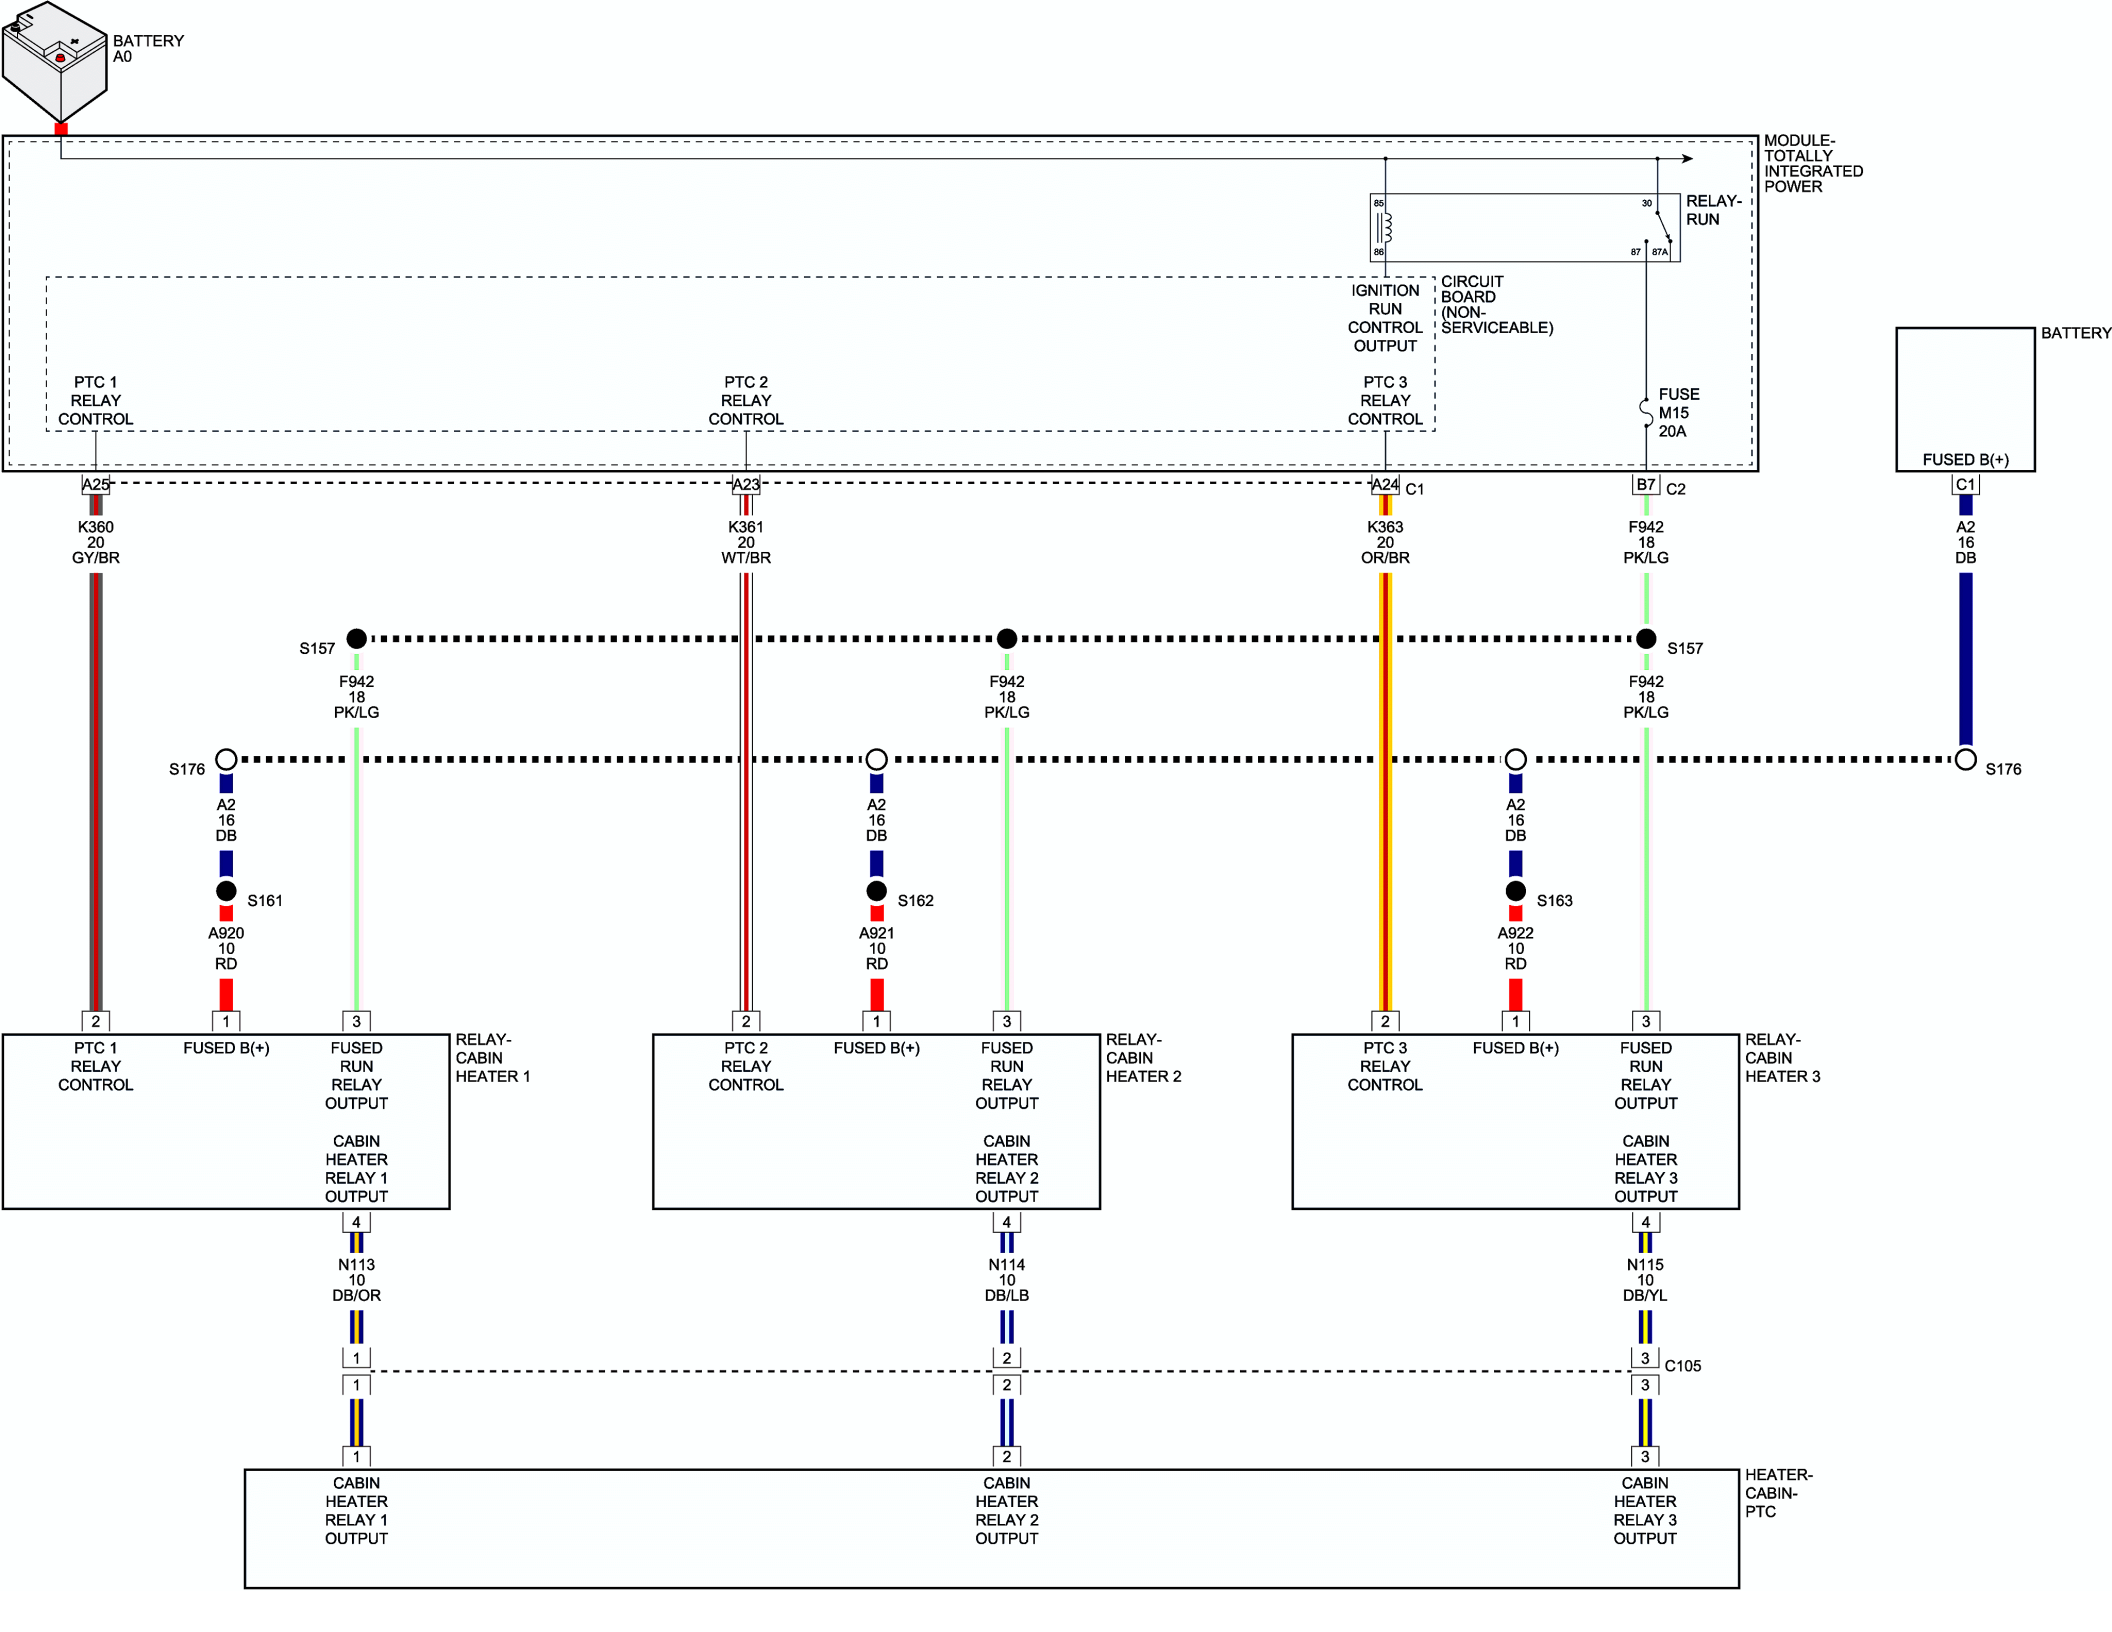 BATTERY
A0
MODULE-
TOTALLY
INTEGRATED
POWER
85
86
30
87
87A
RELAY-
RUN
IGNITION
RUN
CONTROL
OUTPUT
CIRCUIT
BOARD
(NON-
SERVICEABLE)
BATTERY
PTC 1
RELAY
CONTROL
PTC 2
RELAY
CONTROL
PTC 3
RELAY
CONTROL
FUSE
M15
20A
FUSED B(+)
A25
A23
A24
C1
B7
C2
C1
K360
20
GY/BR
K361
20
WT/BR
K363
20
OR/BR
F942
18
PK/LG
A2
16
DB
S157
S157
F942
18
PK/LG
F942
18
PK/LG
F942
18
PK/LG
S176
S176
A2
16
DB
A2
16
DB
A2
16
DB
S161
S162
S163
A920
10
RD
A921
10
RD
A922
10
RD
2
1
3
2
1
3
2
1
3
PTC 1
RELAY
CONTROL
FUSED B(+)
FUSED
RUN
RELAY
OUTPUT
CABIN
HEATER
RELAY 1
OUTPUT
RELAY-
CABIN
HEATER 1
PTC 2
RELAY
CONTROL
FUSED B(+)
FUSED
RUN
RELAY
OUTPUT
CABIN
HEATER
RELAY 2
OUTPUT
RELAY-
CABIN
HEATER 2
PTC 3
RELAY
CONTROL
FUSED B(+)
FUSED
RUN
RELAY
OUTPUT
CABIN
HEATER
RELAY 3
OUTPUT
RELAY-
CABIN
HEATER 3
4
4
4
N113
10
DB/OR
N114
10
DB/LB
N115
10
DB/YL
1
2
3
C105
1
2
3
1
2
3
CABIN
HEATER
RELAY 1
OUTPUT
CABIN
HEATER
RELAY 2
OUTPUT
CABIN
HEATER
RELAY 3
OUTPUT
HEATER-
CABIN-
PTC